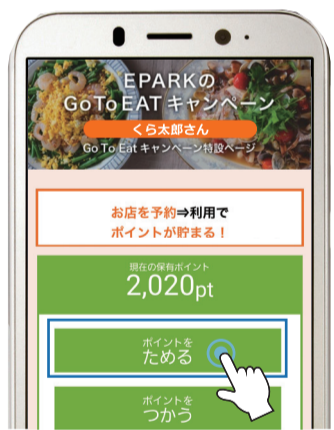 EPARKの
GoToEATキャンペーン
くら太郎さん
Go To Eat キャンペーン特設ページ
お店を予約⇒利用で
ポイントが貯まる！
現在の保有ポイント
2,020pt
ポイントを
ためる
ポイントを
つかう